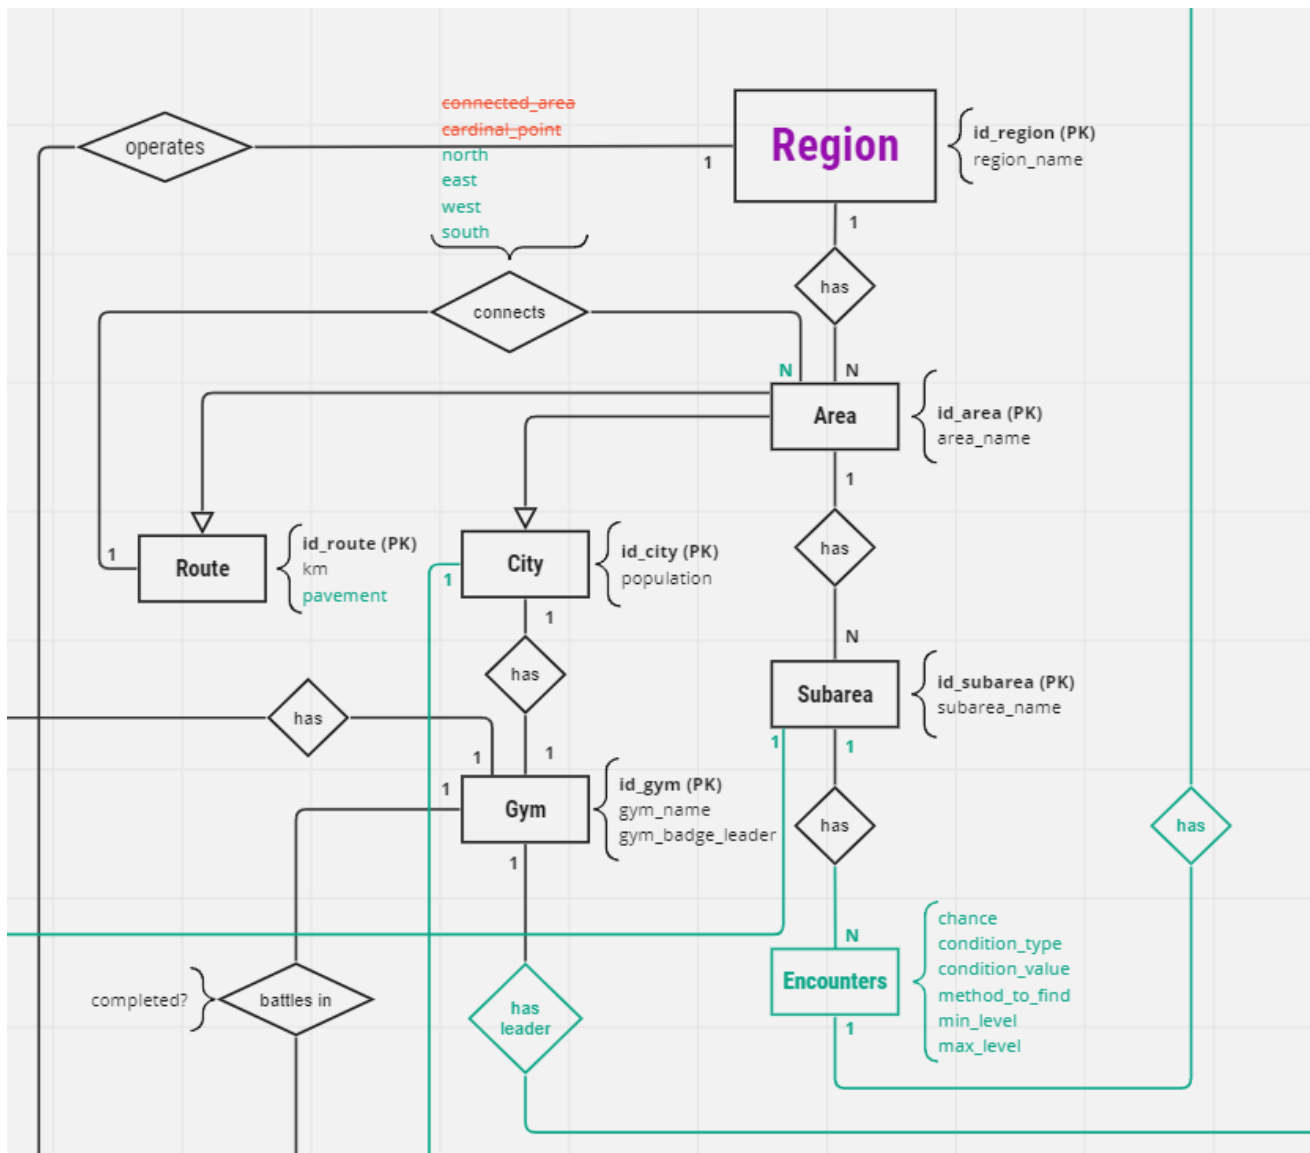 connected_area
cardinal_point
north
east
west
south
operates
1
Region
id_region (PK)
region_name
1
has
connects
N
N
Area
id_area (PK)
area_name
1
has
1
Route
id_route (PK)
km
pavement
1
City
id_city (PK)
population
1
has
N
Subarea
id_subarea (PK)
subarea_name
1
1
has
1
1
1
Gym
id_gym (PK)
gym_name
gym_badge_leader
1
has
has
chance
condition_type
condition_value
method_to_find
min_level
max_level
N
Encounters
1
completed?
battles in
has
leader